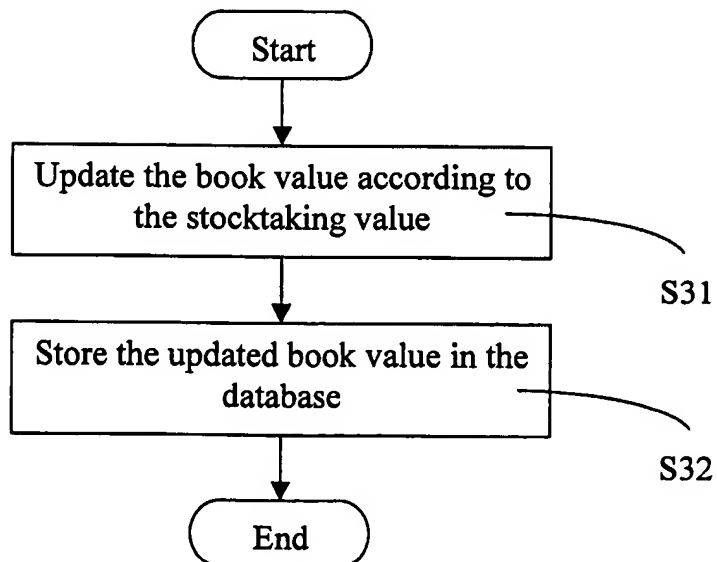 Start
Update the book value according to
the stocktaking value
S31
Store the updated book value in the
database
S32
End